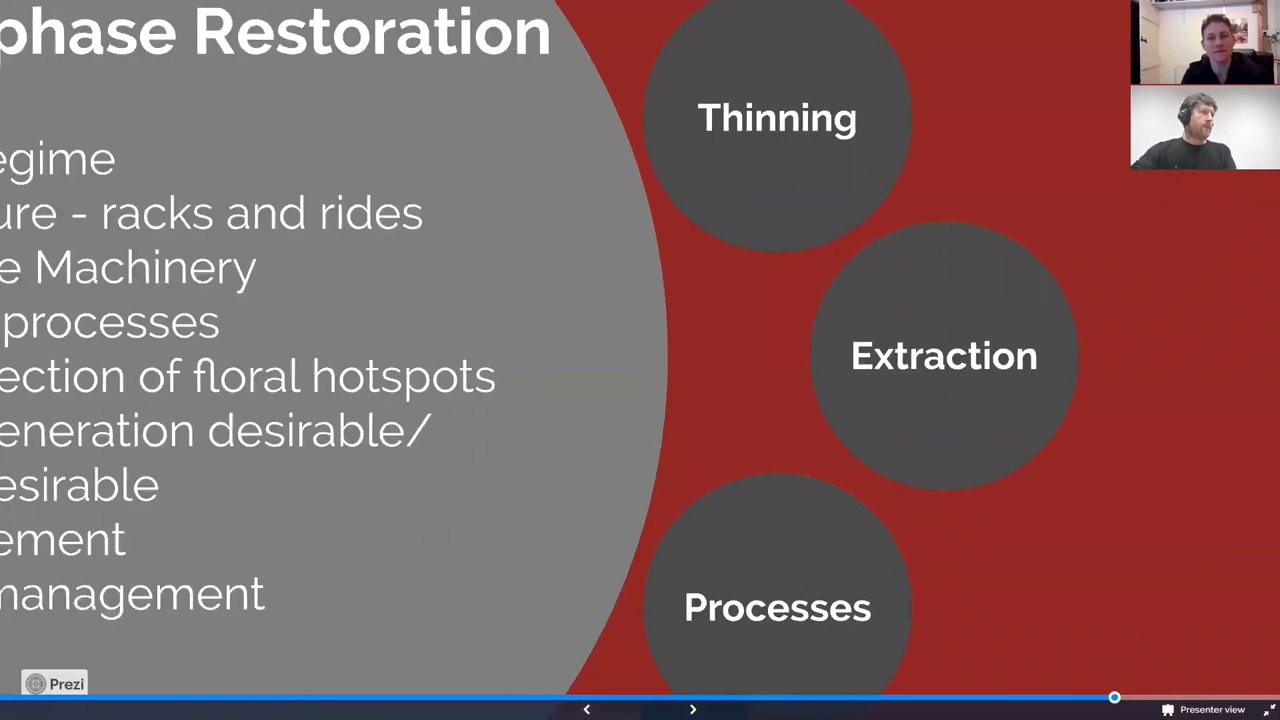 phase Restoration
egime
ure - racks and rides
e Machinery
processes
ection of floral hotspots
eneration desirable/
esirable
ement
management
Thinning
Extraction
Processes
Prezi
Presenter view